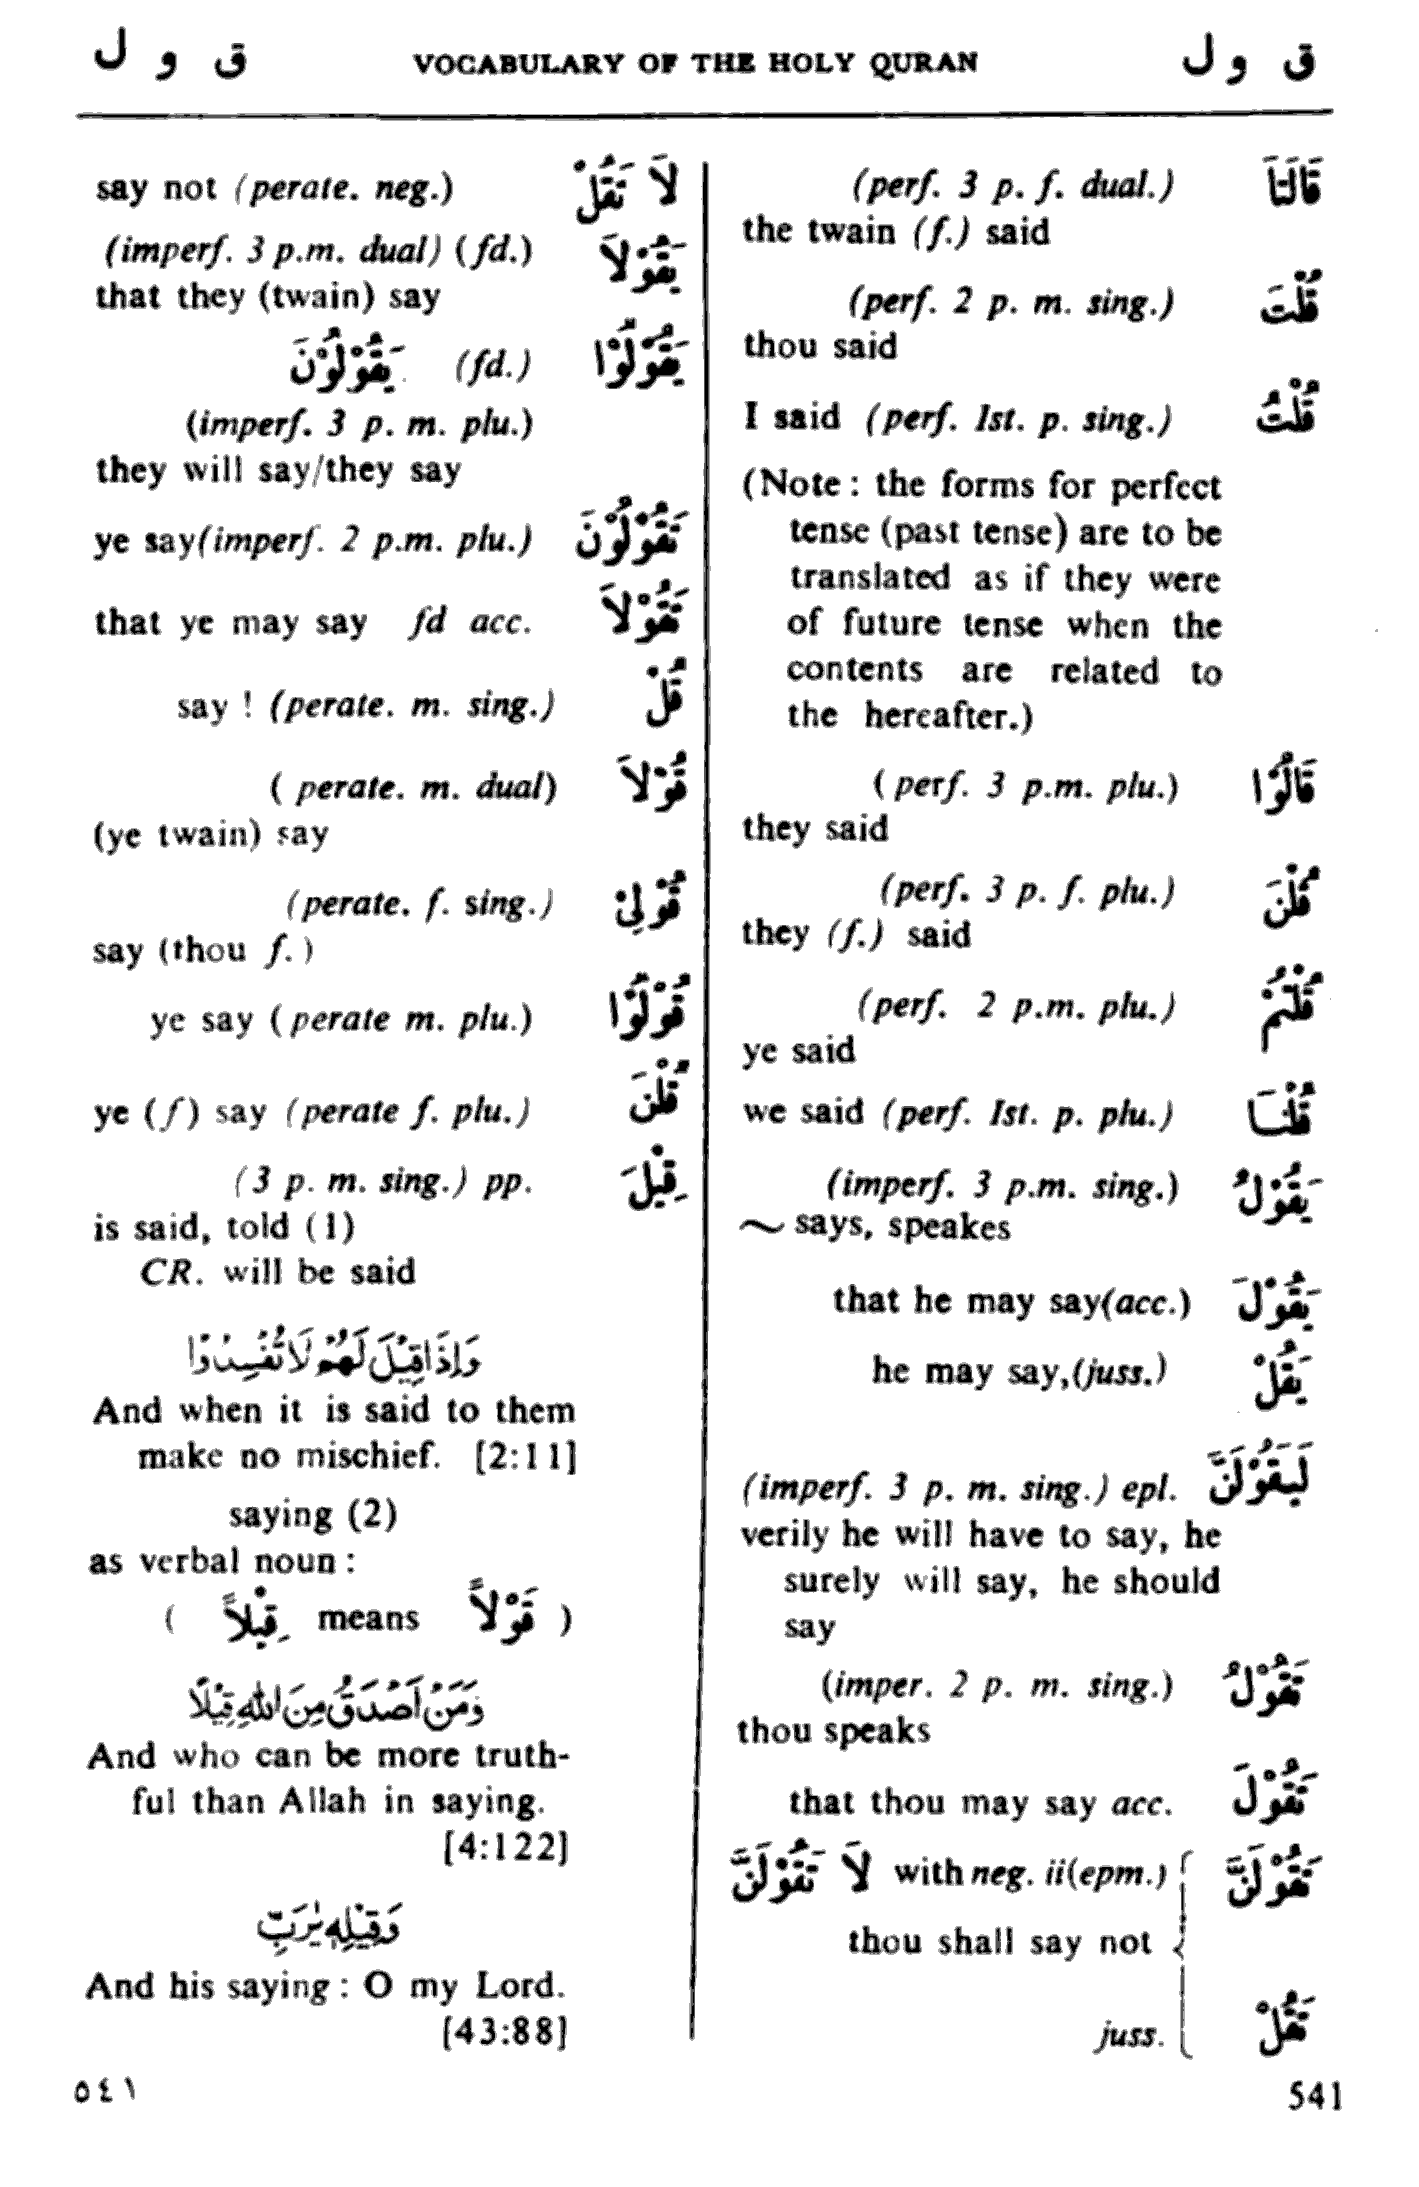 ق و ل VOCABULARY OF THE HOLY QURAN ق و ل
(perf. 3 p. f. dual.) قَالَتَا
the twain (f.) said
(perf. 2 p. m. sing.) قُلْتَ
thou said
I said (perf. Ist. p. sing.) قُلْتُ
(Note : the forms for perfect
tense (past tense) are to be
translated as if they were
of future tense when the
contents are related to
the hereafter.)
( perf. 3 p.m. plu.) قَالُوْا
they said
(perf. 3 p. f. plu.) قُلْنَ
they (f.) said
(perf. 2 p.m. plu.) قُلْتُمْ
ye said
we said (perf. Ist. p. plu.) قُلْنَا
(imperf. 3 p.m. sing.) يَقُوْلُ
~ says, speakes
that he may say(acc.) يَقُوْلَ
he may say,(juss.) يَقُلْ
(imperf. 3 p. m. sing.) epl. لَيَقُوْلَنَّ
verily he will have to say, he
surely will say, he should
say
(imper. 2 p. m. sing.) تَقُوْلُ
thou speaks
that thou may say acc. تَقُوْلَ
لاَ تَقُوْلَنَّ with neg. ii(epm.) تَقُوْلَنَّ
thou shall say not
juss. تَقُلْ
say not (perate. neg.) لاَ تَقُلْ
(imperf. 3 p.m. dual) (fd.) يَقُوْلاَ
that they (twain) say
يَقُوْلُوْنَ (fd.) يَقُوْلُوْا
(imperf. 3 p. m. plu.)
they will say/they say
ye say(imperf. 2 p.m. plu.) تَقُوْلُوْنَ
that ye may say fd acc. تَقُوْلاَ
say ! (perate. m. sing.) قُلْ
( perate. m. dual) قُوْلاَ
(ye twain) say
(perate. f. sing.) قُوْلِيْ
say (thou f. )
ye say ( perate m. plu.) قُوْلُوْا
ye (f) say (perate f. plu.) قُلْنَ
(3 p. m. sing.) pp. قِيْلَ
is said, told (1)
CR. will be said
وَاِذَا قِيْلَ لَهُمْ لَا تُفْسِدُوْا
And when it is said to them
make no mischief. [2:11]
saying (2)
as verbal noun :
( قِيْلاً means قَوْلاً )
وَمَنْ اَصْدَقُ مِنَ اللّٰهِ قِيْلًا
And who can be more truth-
ful than Allah in saying.
[4:122]
وَقِيْلِهٖ يٰرَبِّ
And his saying : O my Lord.
[43:88]
٥٤١ 541